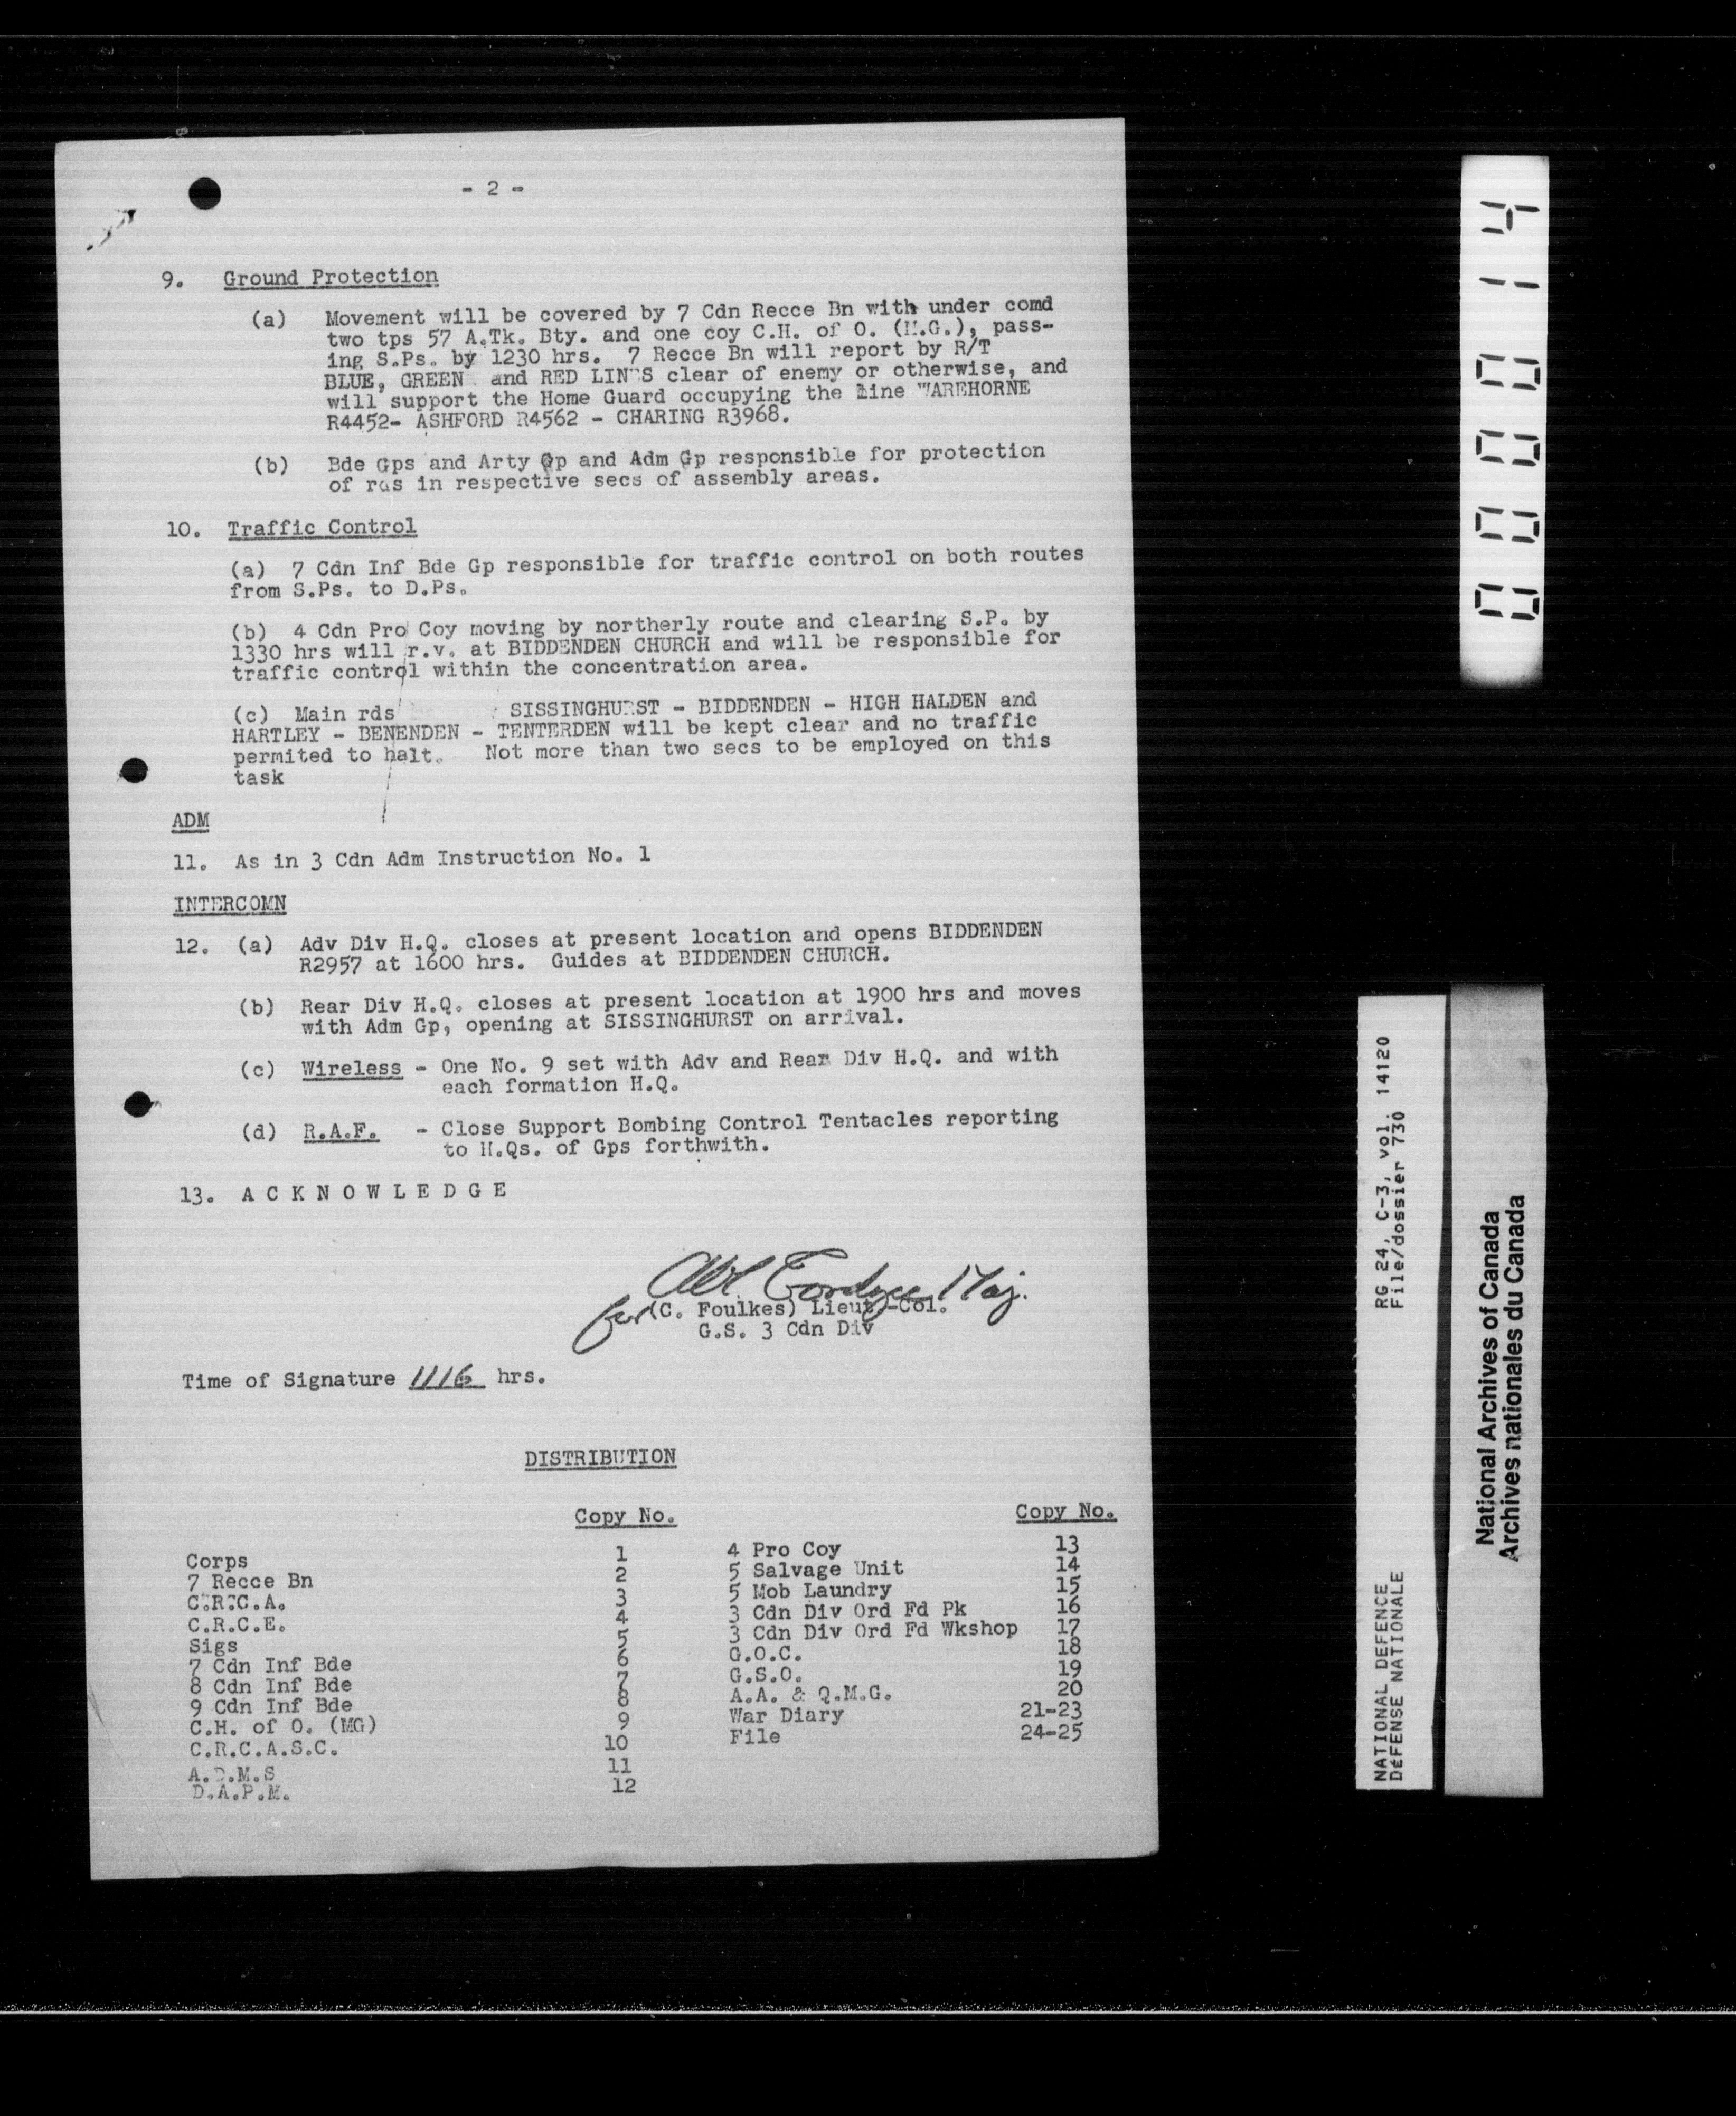 - 2 -
9. Ground Protection
(a) Movement will be covered by 7 Cdn Recce Bn with under comd
two tps 57 A.Tk. Bty. and one coy C.H. of O. (M.G.), pass-
ing S.Ps. by 1230 hrs. 7 Recce Bn will report by R/T
BLUE, GREEN and RED LINES clear of enemy or otherwise, and
will support the Home Guard occupying the line WAREHORNE
R4452- ASHFORD R4562 - CHARING R3968.
(b) Bde Gps and Arty Gp and Adm Gp responsible for protection
of rds in respective secs of assembly areas.
10. Traffic Control
(a) 7 Cdn Inf Bde Gp responsible for traffic control on both routes
from S.Ps. to D.Ps.
(b) 4 Cdn Pro Coy moving by northerly route and clearing S.P. by
1330 hrs will r.v. at BIDDENDEN CHURCH and will be responsible for
traffic control within the concentration area.
(c) Main rds SISSINGHURST - BIDDENDEN - HIGH HALDEN and
HARTLEY - BENENDEN - TENTERDEN will be kept clear and no traffic
permited to halt. Not more than two secs to be employed on this
task
ADM
11. As in 3 Cdn Adm Instruction No. 1
INTERCOMN
12. (a) Adv Div H.Q. closes at present location and opens BIDDENDEN
R2957 at 1600 hrs. Guides at BIDDENDEN CHURCH.
(b) Rear Div H.Q. closes at present location at 1900 hrs and moves
with Adm Gp, opening at SISSINGHURST on arrival.
(c) Wireless - One No. 9 set with Adv and Rear Div H.Q. and with
each formation H.Q.
(d) R.A.F. - Close Support Bombing Control Tentacles reporting
to H.Qs. of Gps forthwith.
13. A C K N O W L E D G E
Maj.
for (C. Foulkes) Lieut-Col.
G.S. 3 Cdn Div
Time of Signature 1116 hrs.
DISTRIBUTION
Copy No. Copy No.
Corps 1 4 Pro Coy 13
7 Recce Bn 2 5 Salvage Unit 14
C.R.C.A. 3 5 Mob Laundry 15
C.R.C.E. 4 3 Cdn Div Ord Fd Pk 16
Sigs 5 3 Cdn Div Ord Fd Wkshop 17
7 Cdn Inf Bde 6 G.O.C. 18
8 Cdn Inf Bde 7 G.S.O. 19
9 Cdn Inf Bde 8 A.A. & Q.M.G. 20
C.H. of O. (MG) 9 War Diary 21-23
C.R.C.A.S.C. 10 File 24-25
A.D.M.S 11
D.A.P.M. 12
0000114
NATIONAL DEFENCE RG 24, C-3, vol. 14120
DéFENSE NATIONALE File/dossier 730
National Archives of Canada
Archives nationales du Canada